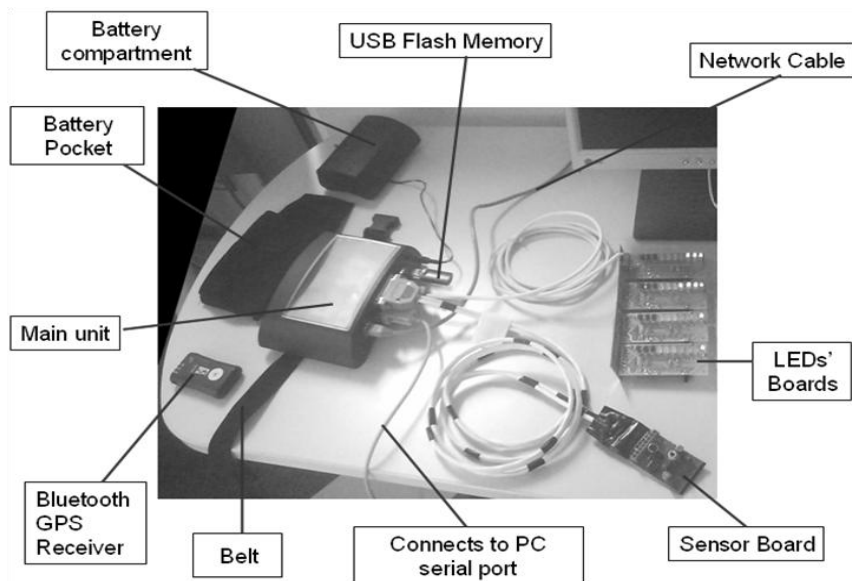 Battery
compartment
USB Flash Memory
Network Cable
Battery
Pocket
Main unit
LEDs'
Boards
Bluetooth
GPS
Receiver
Belt
Connects to PC
serial port
Sensor Board